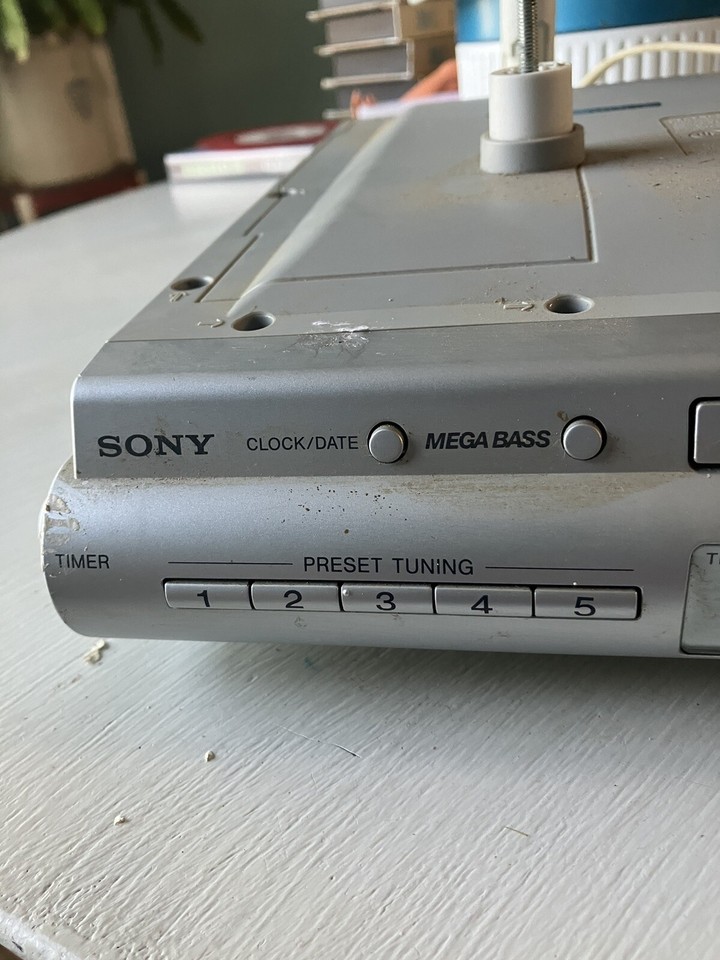 SONY CLOCK/DATE MEGA BASS
TIMER PRESET TUNING
1 2 3 4 5